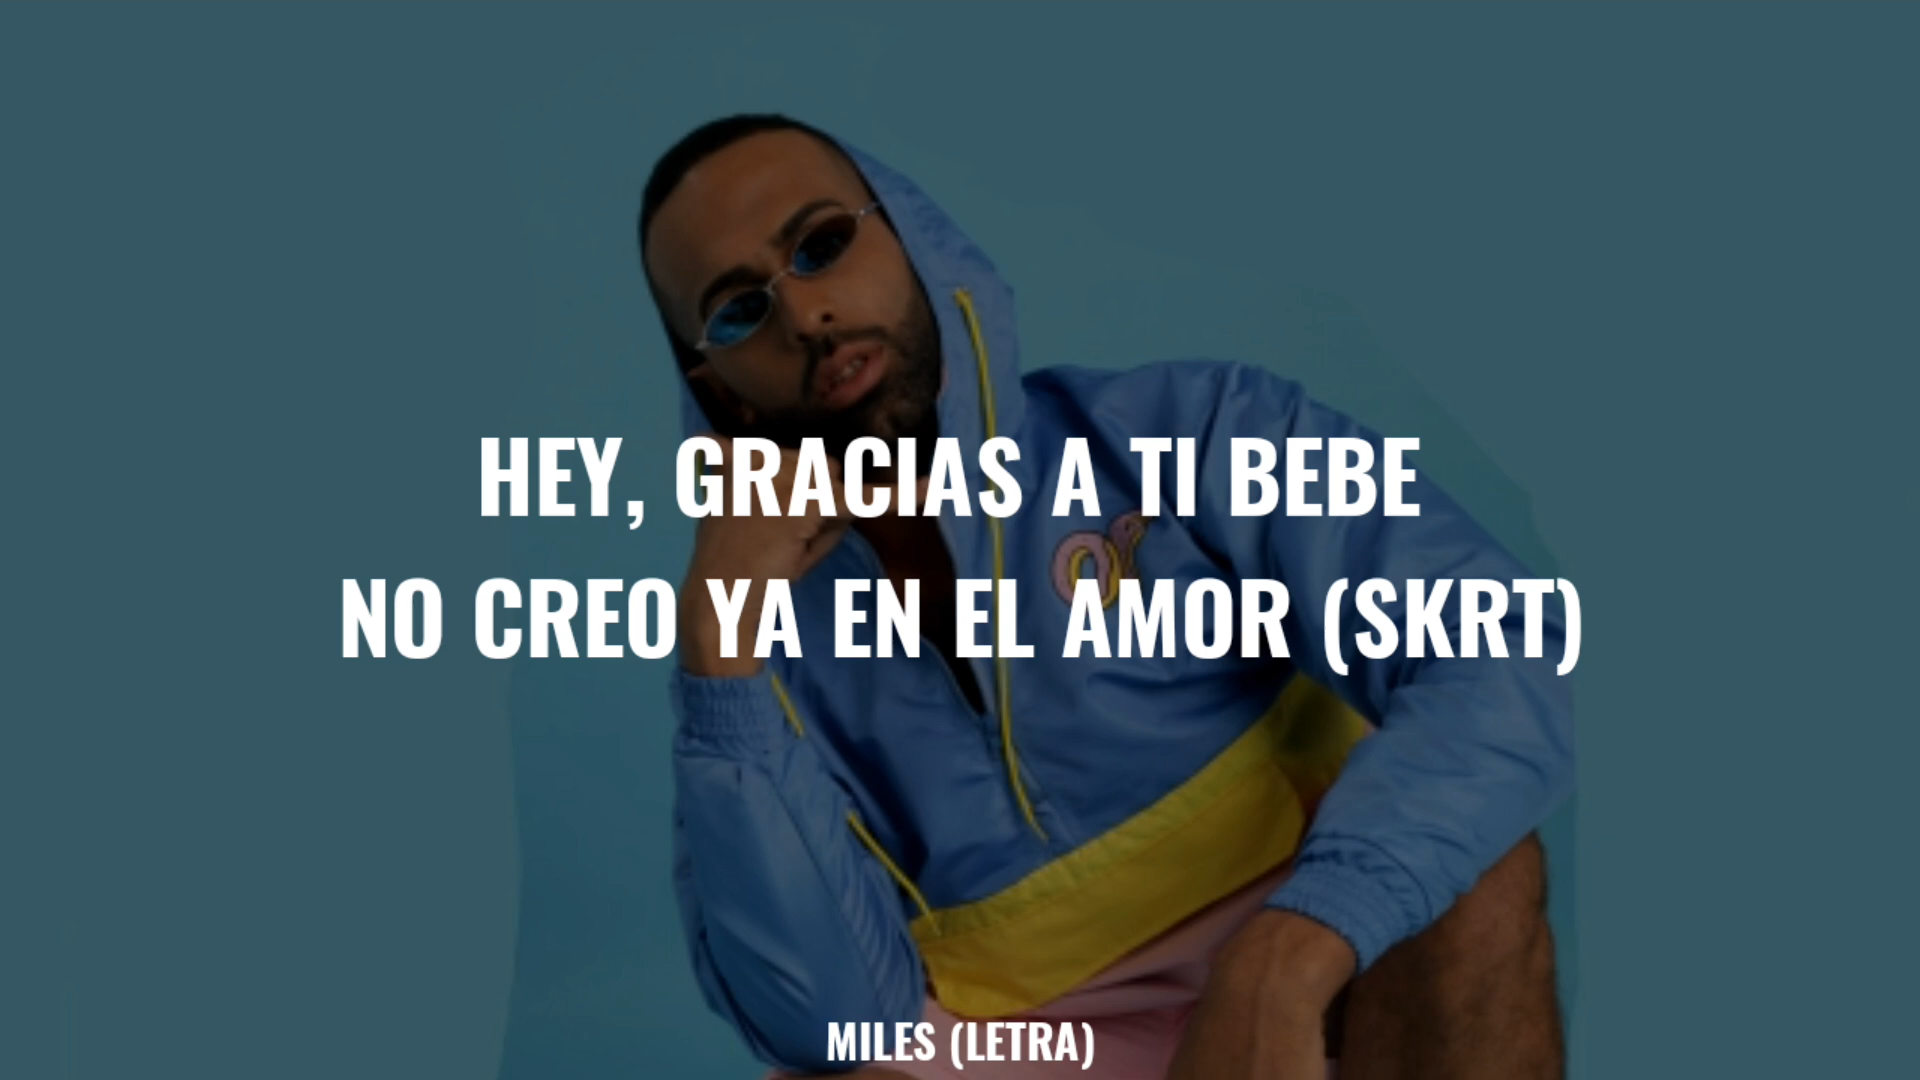 HEY, GRACIAS A TI BEBE
NO CREO YA EN EL AMOR (SKRT)
MILES (LETRA)